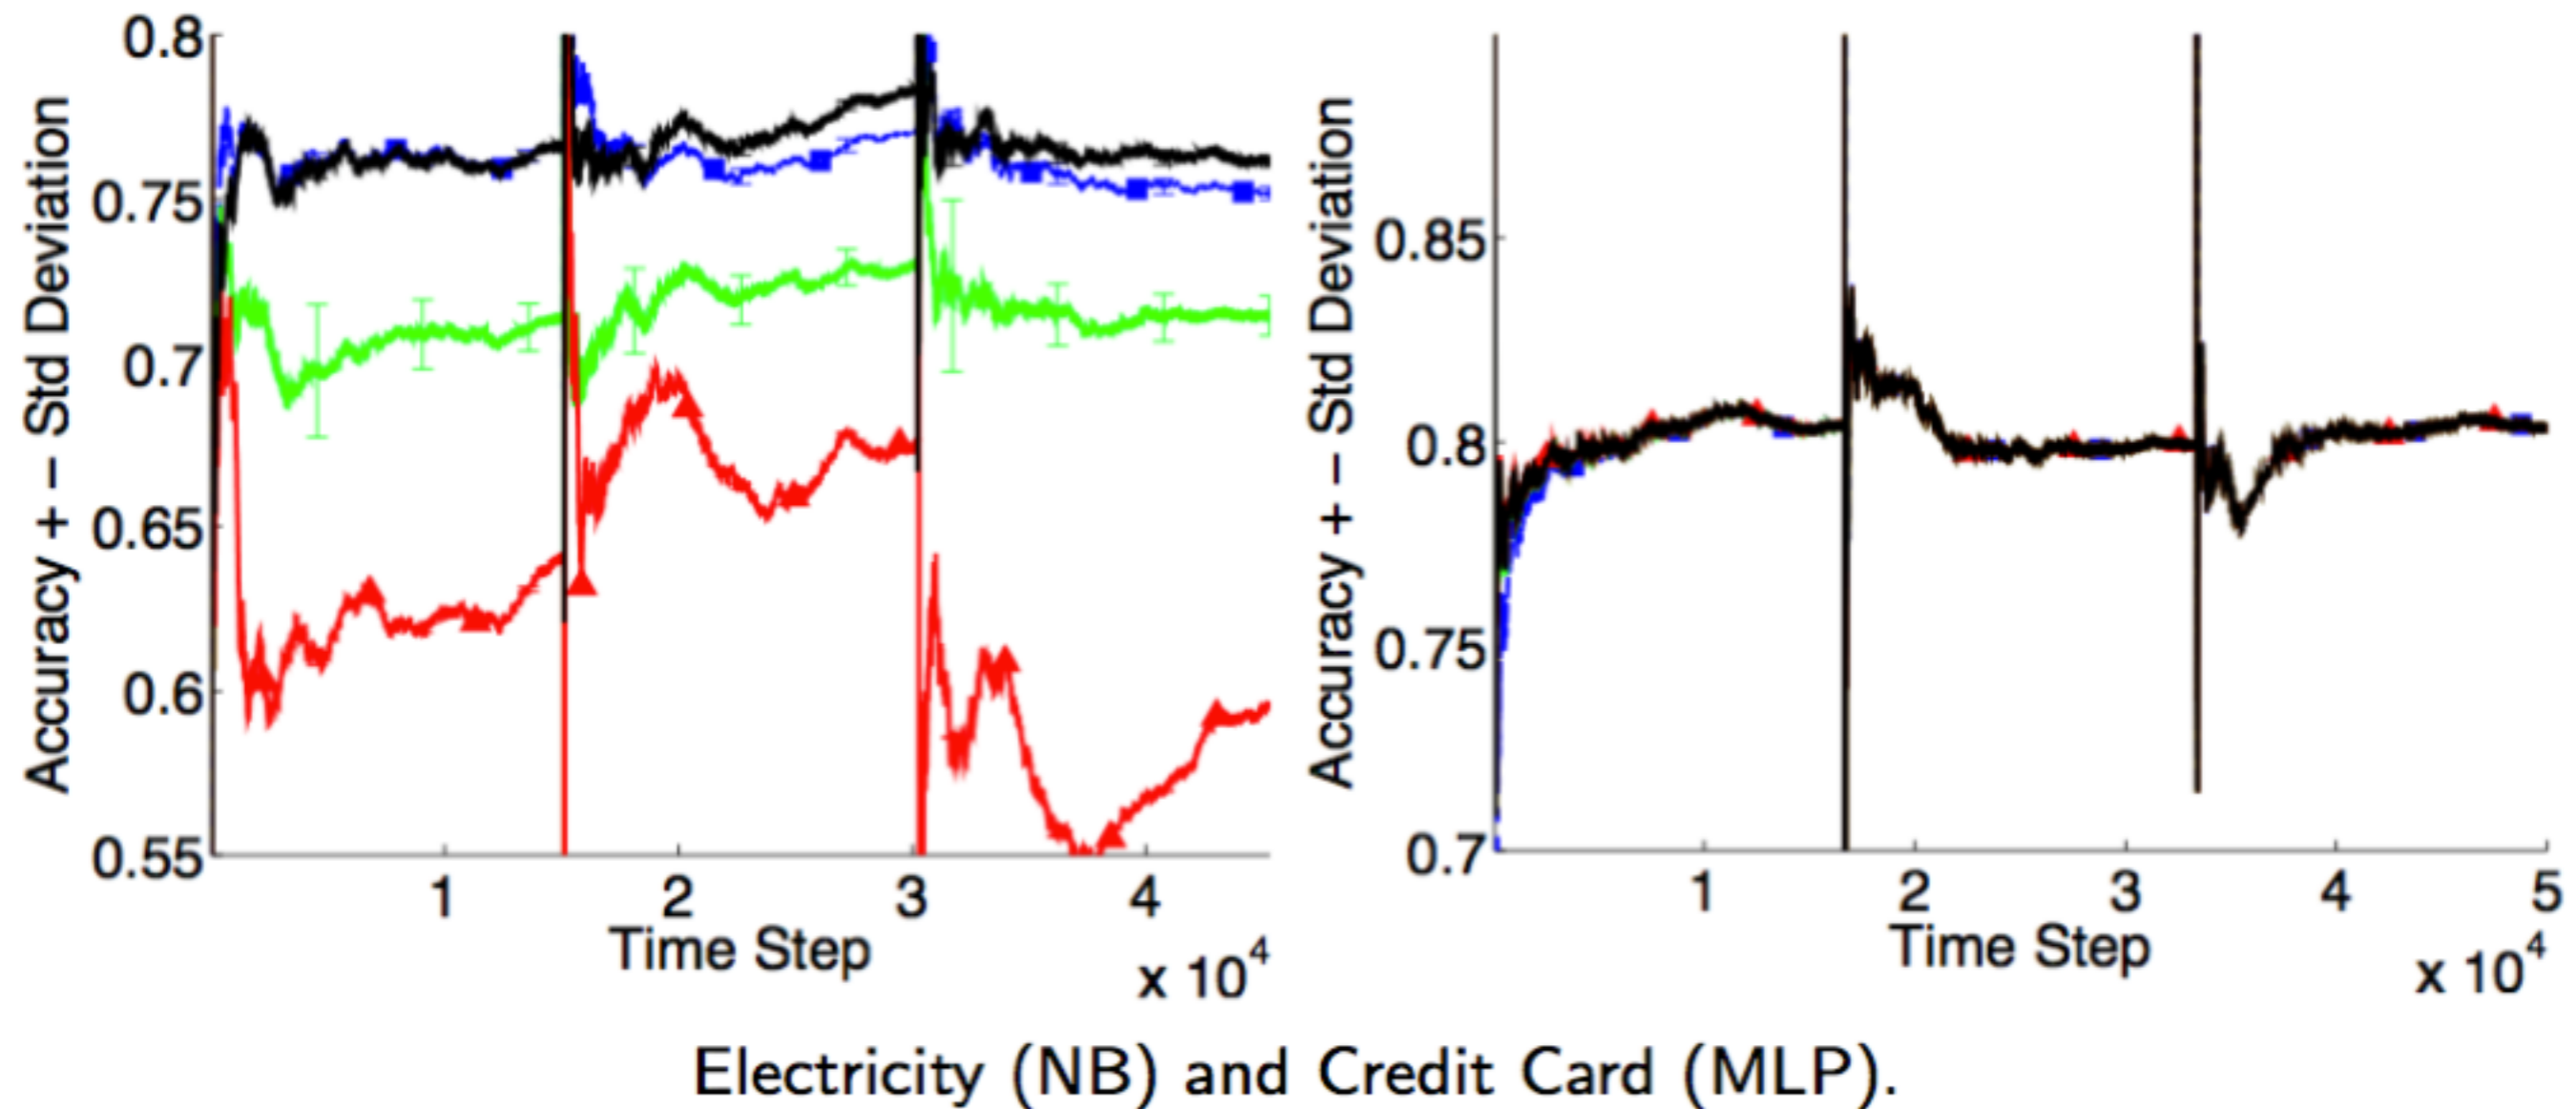 Accuracy + − Std Deviation
0.8
0.75
0.7
0.65
0.6
0.55
1 2 3 4
Time Step
x 10⁴
Accuracy + − Std Deviation
0.85
0.8
0.75
0.7
1 2 3 4 5
Time Step
x 10⁴
Electricity (NB) and Credit Card (MLP).